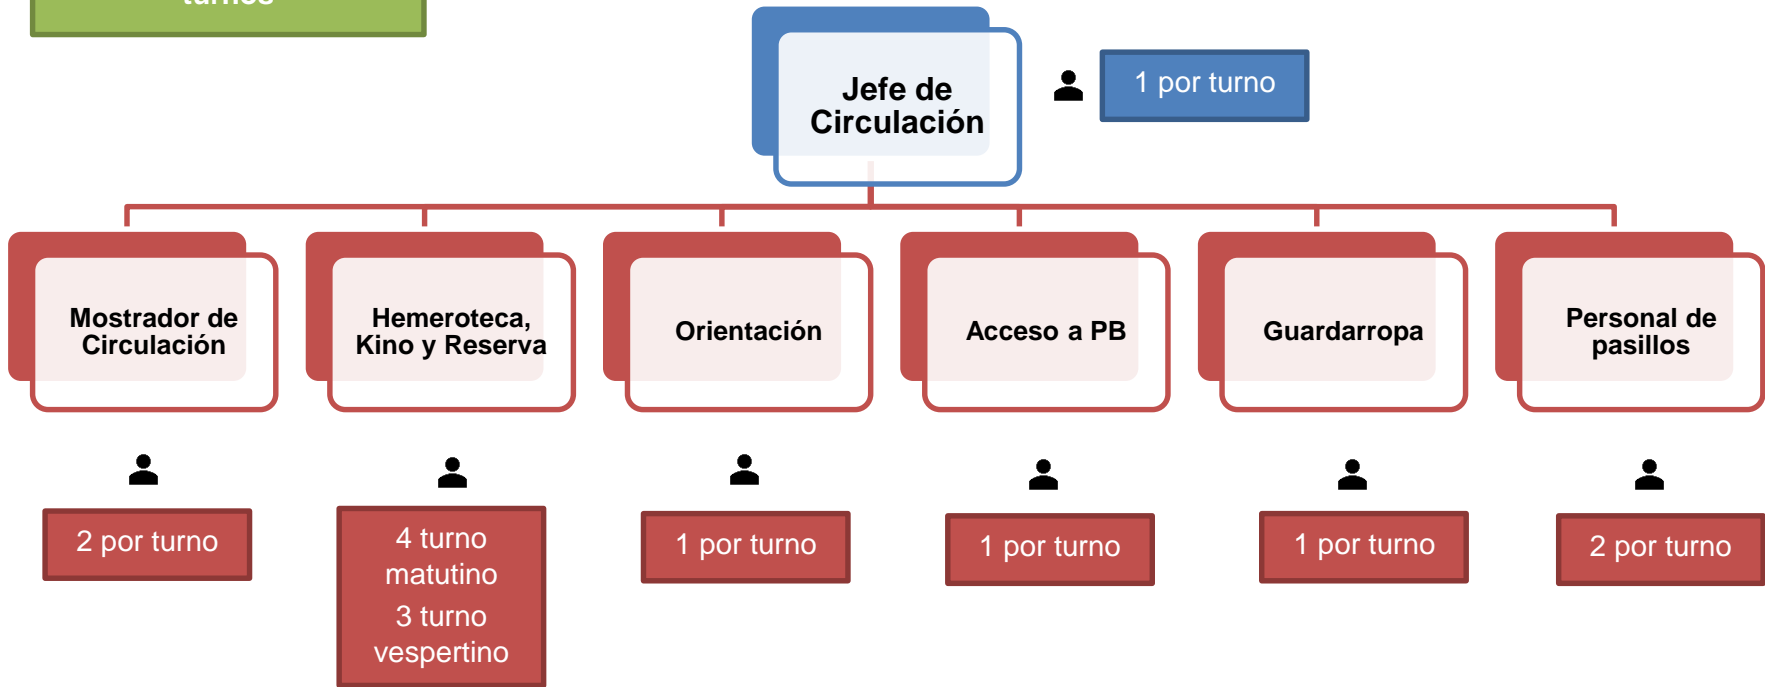 turnos
Jefe de
Circulación
1 por turno
Mostrador de
Circulación
Hemeroteca,
Kino y Reserva
Orientación
Acceso a PB
Guardarropa
Personal de
pasillos
2 por turno
4 turno
matutino
3 turno
vespertino
1 por turno
1 por turno
1 por turno
2 por turno